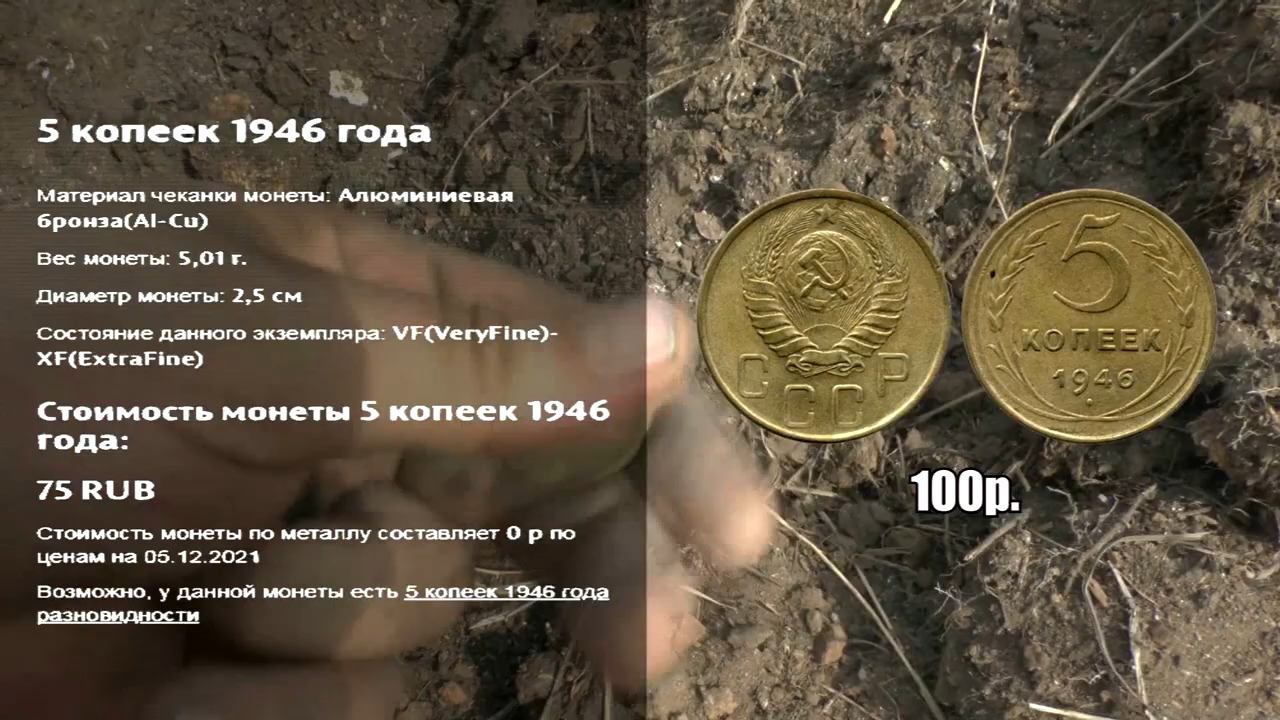 5 копеек 1946 года
Материал чеканки монеты: Алюминиевая
бронза(Al-Cu)
Вес монеты: 5,01 г.
Диаметр монеты: 2,5 см
Состояние данного экземпляра: VF(VeryFine)-
XF(ExtraFine)
Стоимость монеты 5 копеек 1946
года:
75 RUB
Стоимость монеты по металлу составляет 0 р по
ценам на 05.12.2021
Возможно, у данной монеты есть 5 копеек 1946 года
разновидности
С С С Р
5
КОПЕЕК
1946
100р.